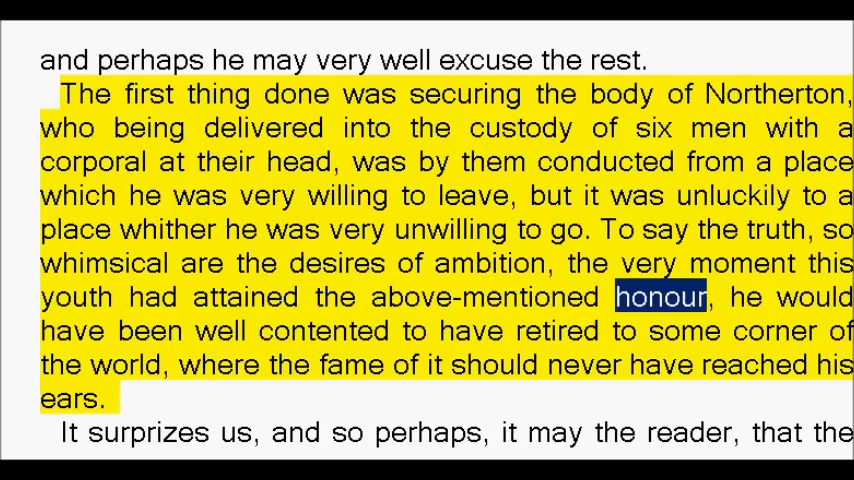 and perhaps he may very well excuse the rest.
The first thing done was securing the body of Northerton,
who being delivered into the custody of six men with a
corporal at their head, was by them conducted from a place
which he was very willing to leave, but it was unluckily to a
place whither he was very unwilling to go. To say the truth, so
whimsical are the desires of ambition, the very moment this
youth had attained the above-mentioned honour, he would
have been well contented to have retired to some corner of
the world, where the fame of it should never have reached his
ears.
It surprizes us, and so perhaps, it may the reader, that the